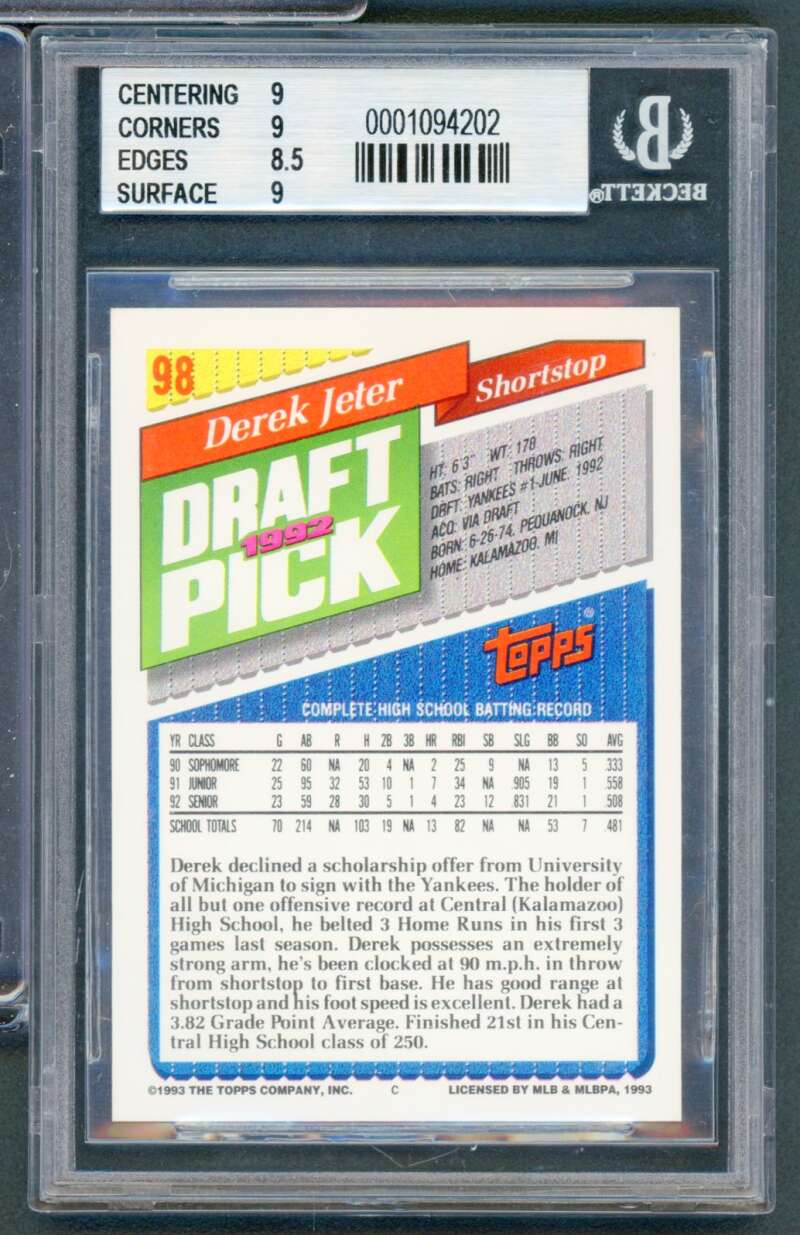 CENTERING 9
CORNERS 9
EDGES 8.5
SURFACE 9
0001094202
B
BECKETT®
98
Derek Jeter
Shortstop
DRAFT
1992
PICK
HT: 6'3" WT: 170
BATS: RIGHT THROWS: RIGHT
DRFT: YANKEES #1-JUNE, 1992
ACQ: VIA DRAFT
BORN: 6-26-74, PEQUANOCK, NJ
HOME: KALAMAZOO, MI
TOPPS®
COMPLETE HIGH SCHOOL BATTING RECORD
YR CLASS G AB R H 2B 3B HR RBI SB SLG BB SO AVG
90 SOPHOMORE 22 60 NA 20 4 NA 2 25 9 NA 13 5 .333
91 JUNIOR 25 95 32 53 10 1 7 34 NA .905 19 1 .558
92 SENIOR 23 59 28 30 5 1 4 23 12 .831 21 1 .508
SCHOOL TOTALS 70 214 NA 103 19 NA 13 82 NA NA 53 7 .481
Derek declined a scholarship offer from University
of Michigan to sign with the Yankees. The holder of
all but one offensive record at Central (Kalamazoo)
High School, he belted 3 Home Runs in his first 3
games last season. Derek possesses an extremely
strong arm, he's been clocked at 90 m.p.h. in throw
from shortstop to first base. He has good range at
shortstop and his foot speed is excellent. Derek had a
3.82 Grade Point Average. Finished 21st in his Cen-
tral High School class of 250.
©1993 THE TOPPS COMPANY, INC. C LICENSED BY MLB & MLBPA, 1993